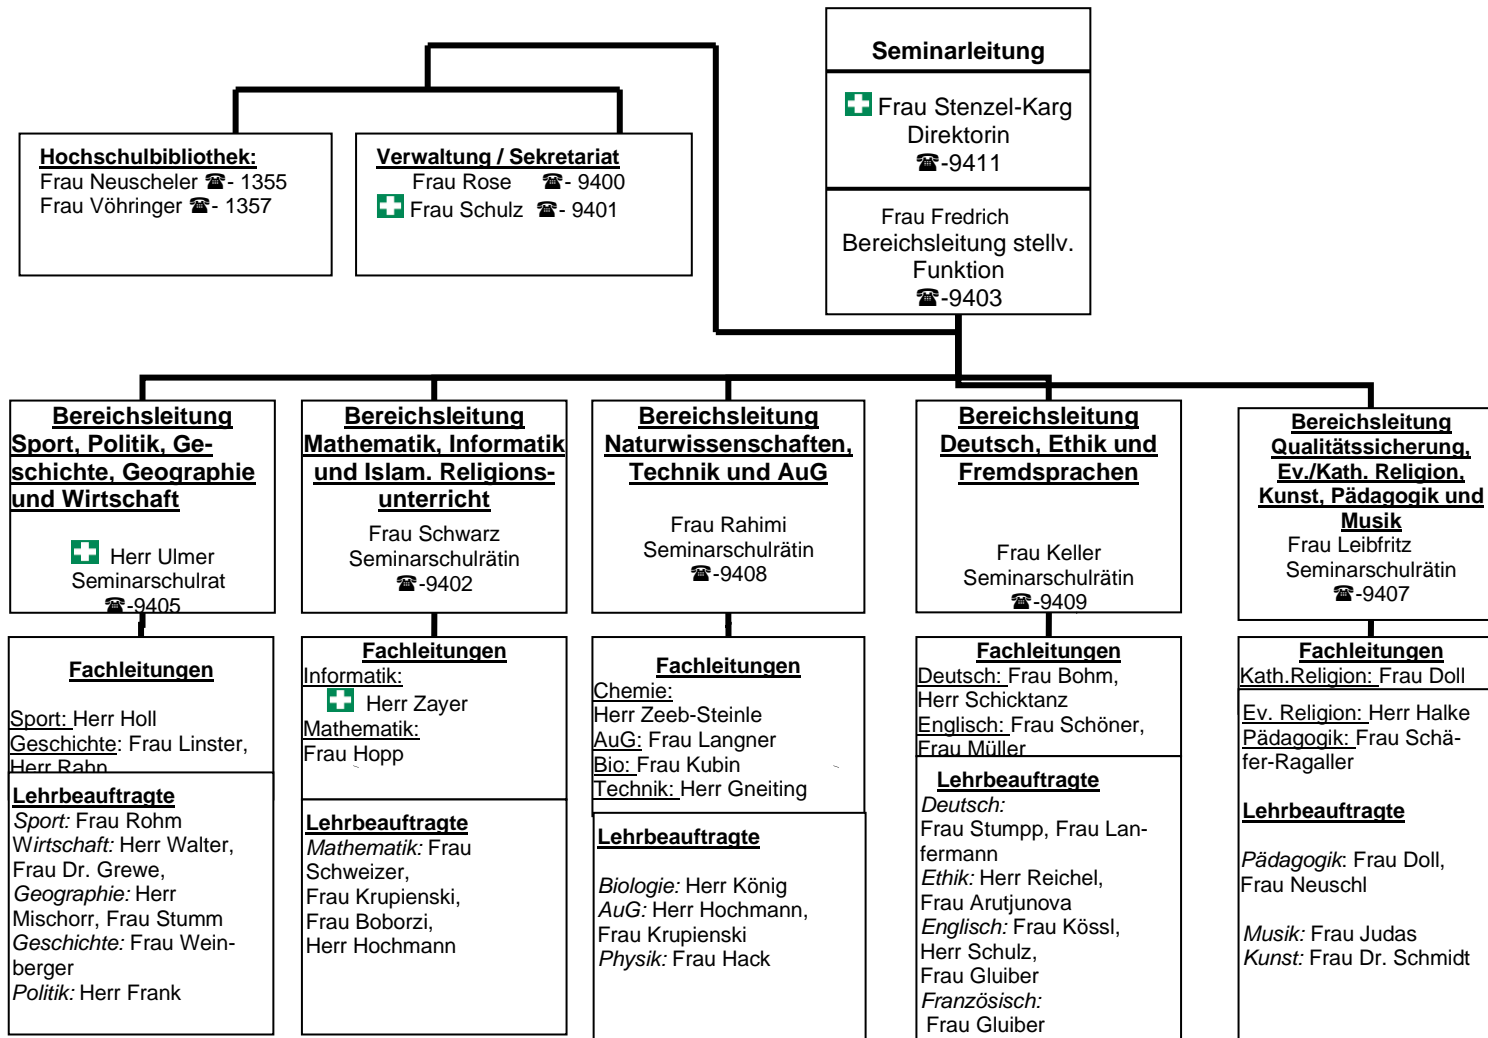 Seminarleitung
Frau Stenzel-Karg
Direktorin
☎-9411
Frau Fredrich
Bereichsleitung stellv.
Funktion
☎-9403
Hochschulbibliothek:
Frau Neuscheler ☎- 1355
Frau Vöhringer ☎- 1357
Verwaltung / Sekretariat
Frau Rose ☎- 9400
Frau Schulz ☎- 9401
Bereichsleitung
Sport, Politik, Ge-
schichte, Geographie
und Wirtschaft
Herr Ulmer
Seminarschulrat
☎-9405
Fachleitungen
Sport: Herr Holl
Geschichte: Frau Linster,
Herr Rahn
Lehrbeauftragte
Sport: Frau Rohm
Wirtschaft: Herr Walter,
Frau Dr. Grewe,
Geographie: Herr
Mischorr, Frau Stumm
Geschichte: Frau Wein-
berger
Politik: Herr Frank
Bereichsleitung
Mathematik, Informatik
und Islam. Religions-
unterricht
Frau Schwarz
Seminarschulrätin
☎-9402
Fachleitungen
Informatik:
Herr Zayer
Mathematik:
Frau Hopp
Lehrbeauftragte
Mathematik: Frau
Schweizer,
Frau Krupienski,
Frau Boborzi,
Herr Hochmann
Bereichsleitung
Naturwissenschaften,
Technik und AuG
Frau Rahimi
Seminarschulrätin
☎-9408
Fachleitungen
Chemie:
Herr Zeeb-Steinle
AuG: Frau Langner
Bio: Frau Kubin
Technik: Herr Gneiting
Lehrbeauftragte
Biologie: Herr König
AuG: Herr Hochmann,
Frau Krupienski
Physik: Frau Hack
Bereichsleitung
Deutsch, Ethik und
Fremdsprachen
Frau Keller
Seminarschulrätin
☎-9409
Fachleitungen
Deutsch: Frau Bohm,
Herr Schicktanz
Englisch: Frau Schöner,
Frau Müller
Lehrbeauftragte
Deutsch:
Frau Stumpp, Frau Lan-
fermann
Ethik: Herr Reichel,
Frau Arutjunova
Englisch: Frau Kössl,
Herr Schulz,
Frau Gluiber
Französisch:
Frau Gluiber
Bereichsleitung
Qualitätssicherung,
Ev./Kath. Religion,
Kunst, Pädagogik und
Musik
Frau Leibfritz
Seminarschulrätin
☎-9407
Fachleitungen
Kath.Religion: Frau Doll
Ev. Religion: Herr Halke
Pädagogik: Frau Schä-
fer-Ragaller
Lehrbeauftragte
Pädagogik: Frau Doll,
Frau Neuschl
Musik: Frau Judas
Kunst: Frau Dr. Schmidt